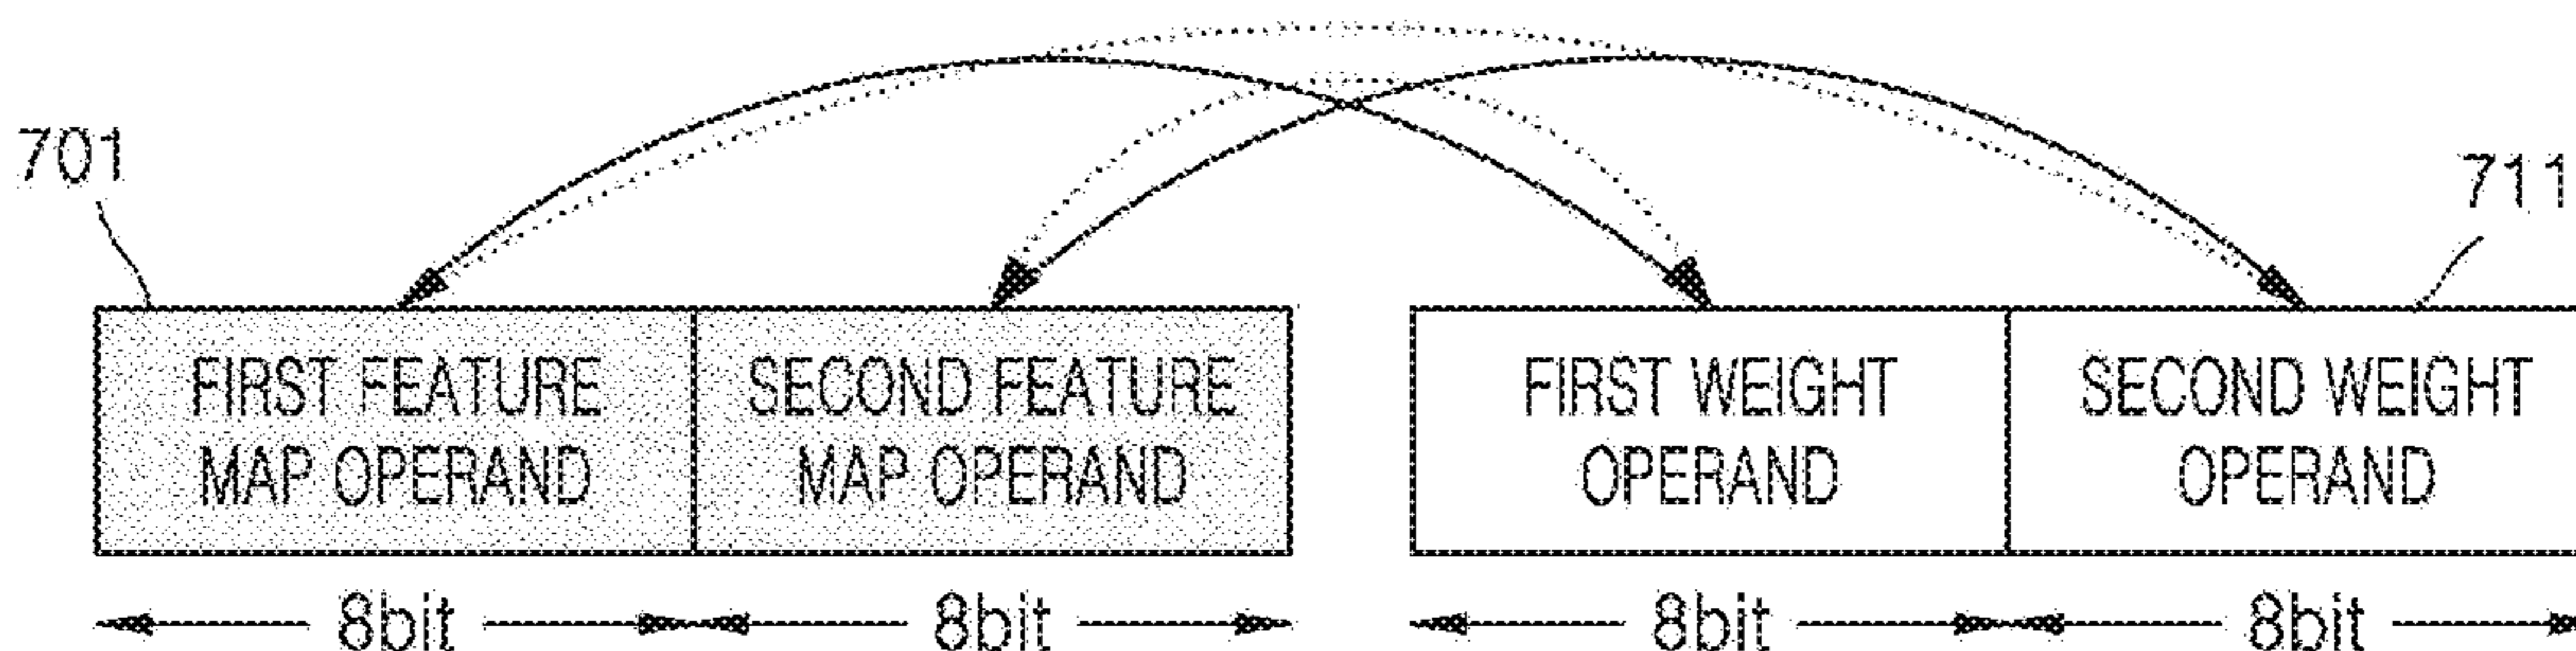 701
711
FIRST FEATURE
MAP OPERAND
SECOND FEATURE
MAP OPERAND
FIRST WEIGHT
OPERAND
SECOND WEIGHT
OPERAND
8bit
8bit
8bit
8bit